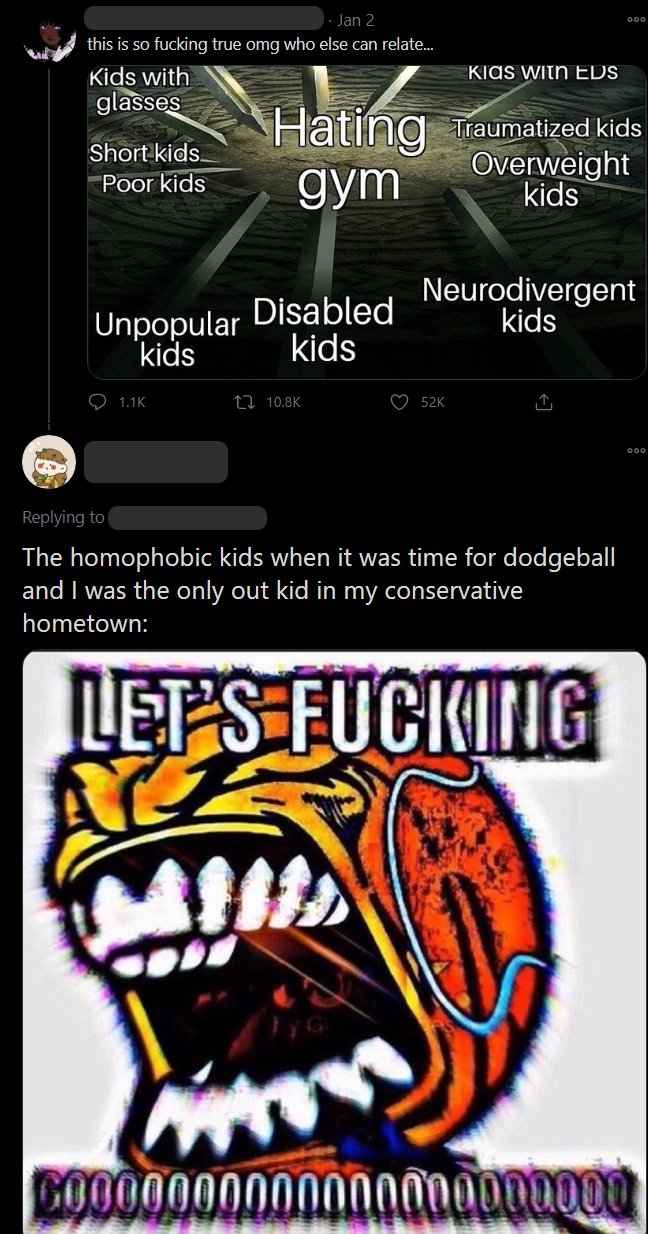 · Jan 2
this is so fucking true omg who else can relate...
Kids with
glasses
Kids with EDs
Hating
gym
Traumatized kids
Short kids
Poor kids
Overweight
kids
Neurodivergent
kids
Unpopular
kids
Disabled
kids
1.1K 10.8K 52K
Replying to
The homophobic kids when it was time for dodgeball
and I was the only out kid in my conservative
hometown:
LET'S FUCKING
GOOOOOOOOOOOOOOOOOOOOOOO